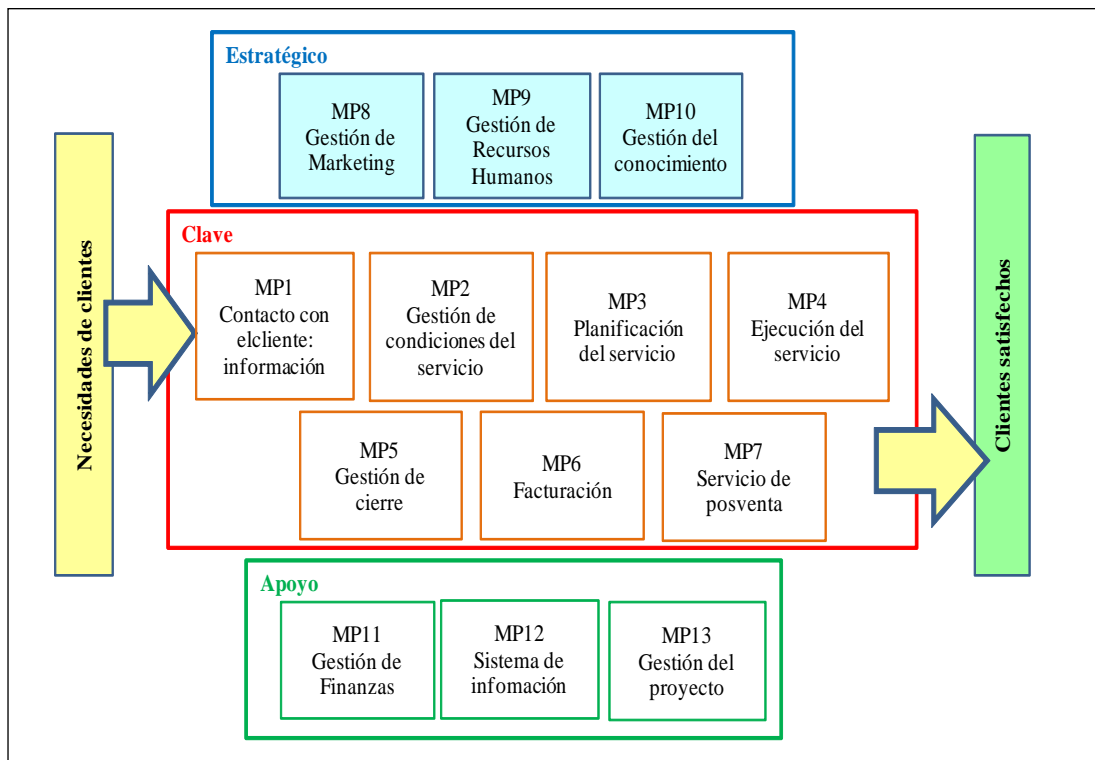 Estratégico
MP8
Gestión de
Marketing
MP9
Gestión de
Recursos
Humanos
MP10
Gestión del
conocimiento
Necesidades de clientes
Clave
MP1
Contacto con
elcliente:
información
MP2
Gestión de
condiciones del
servicio
MP3
Planificación
del servicio
MP4
Ejecución del
servicio
MP5
Gestión de
cierre
MP6
Facturación
MP7
Servicio de
posventa
Clientes satisfechos
Apoyo
MP11
Gestión de
Finanzas
MP12
Sistema de
infomación
MP13
Gestión del
proyecto